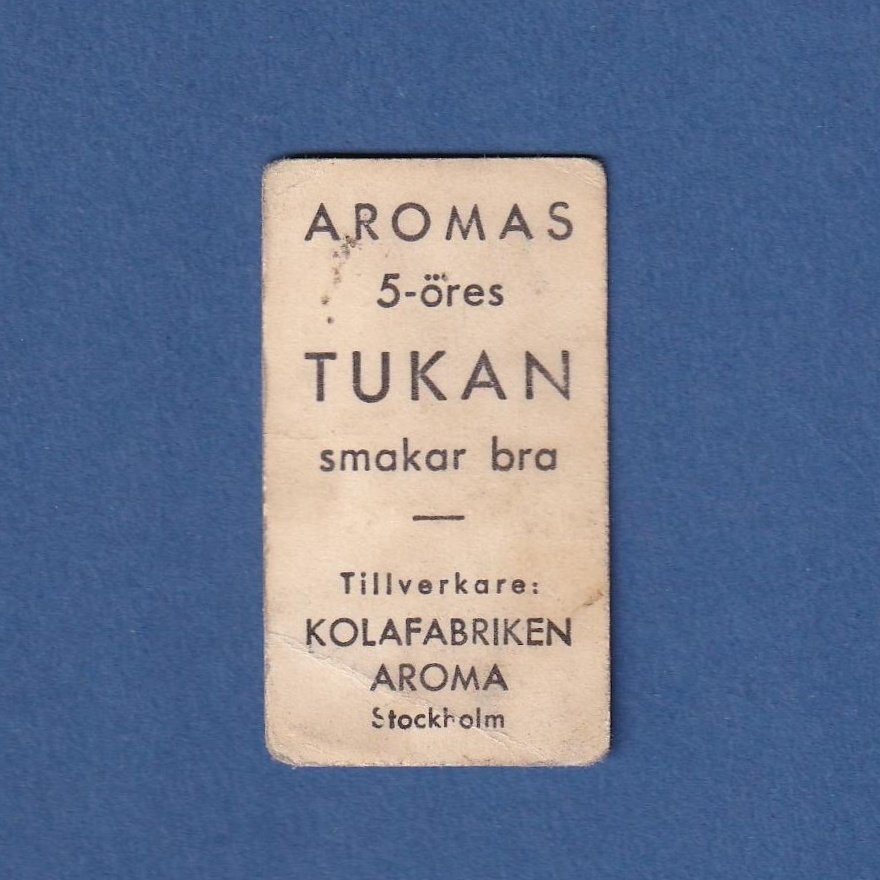 AROMAS
5-öres
TUKAN
smakar bra
—
Tillverkare:
KOLAFABRIKEN
AROMA
Stockholm